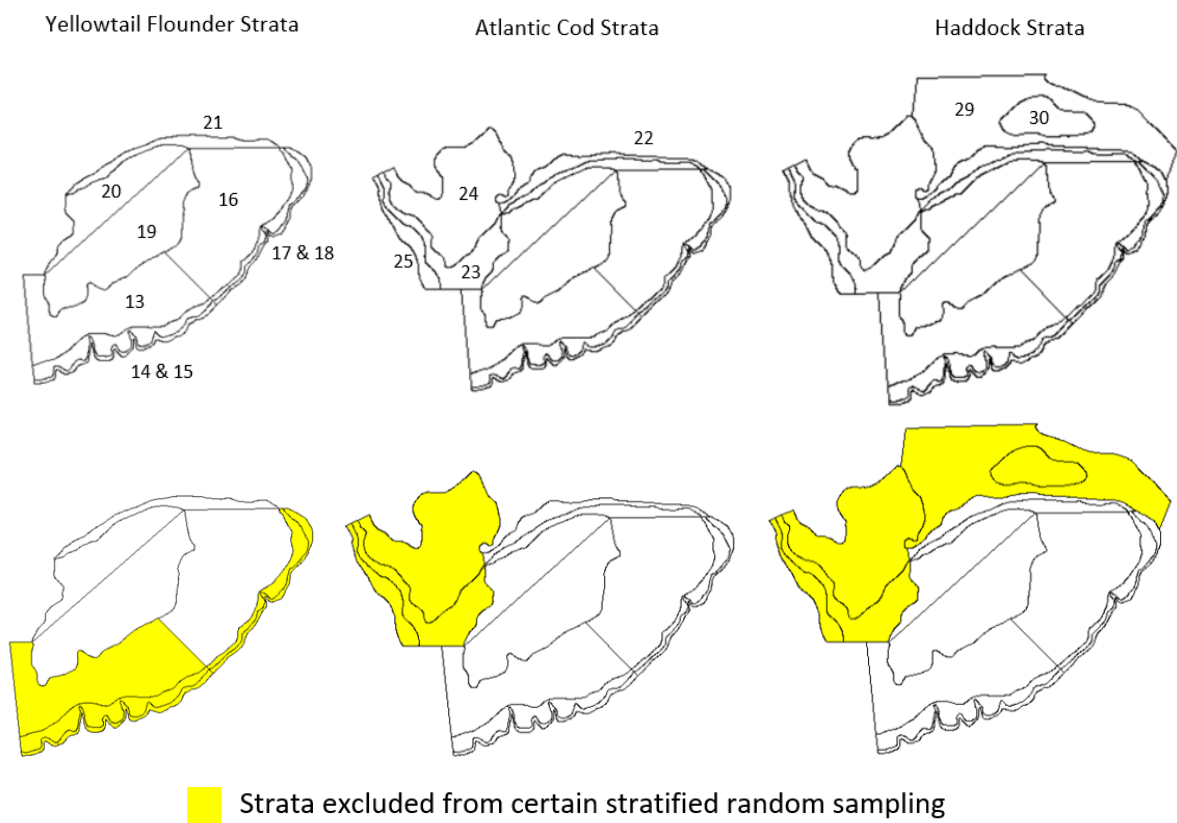 Yellowtail Flounder Strata
Atlantic Cod Strata
Haddock Strata
21
20
16
19
17 & 18
13
14 & 15
22
24
25
23
29
30
Strata excluded from certain stratified random sampling